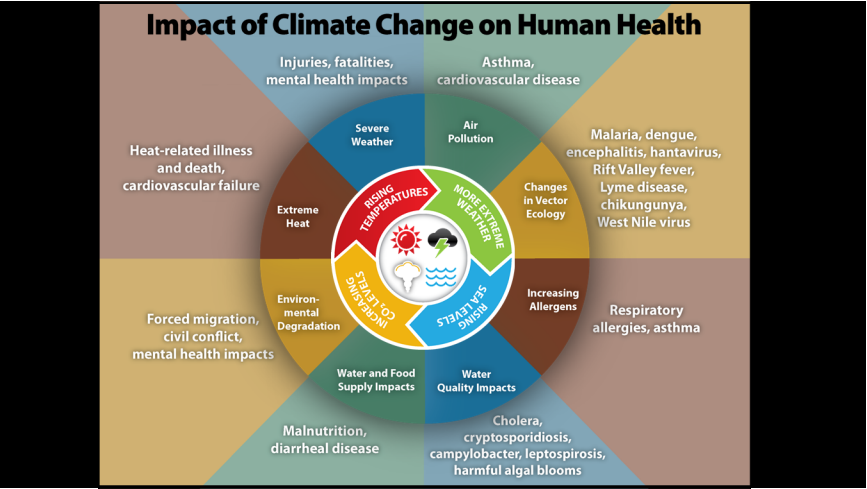 Impact of Climate Change on Human Health
Injuries, fatalities,
mental health impacts
Asthma,
cardiovascular disease
Severe
Weather
Air
Pollution
Heat-related illness
and death,
cardiovascular failure
Malaria, dengue,
encephalitis, hantavirus,
Rift Valley fever,
Lyme disease,
chikungunya,
West Nile virus
Extreme
Heat
Changes
in Vector
Ecology
RISING
TEMPERATURES
MORE EXTREME
WEATHER
INCREASING
CO₂ LEVELS
RISING
SEA LEVELS
Environ-
mental
Degradation
Increasing
Allergens
Forced migration,
civil conflict,
mental health impacts
Respiratory
allergies, asthma
Water and Food
Supply Impacts
Water
Quality Impacts
Malnutrition,
diarrheal disease
Cholera,
cryptosporidiosis,
campylobacter, leptospirosis,
harmful algal blooms